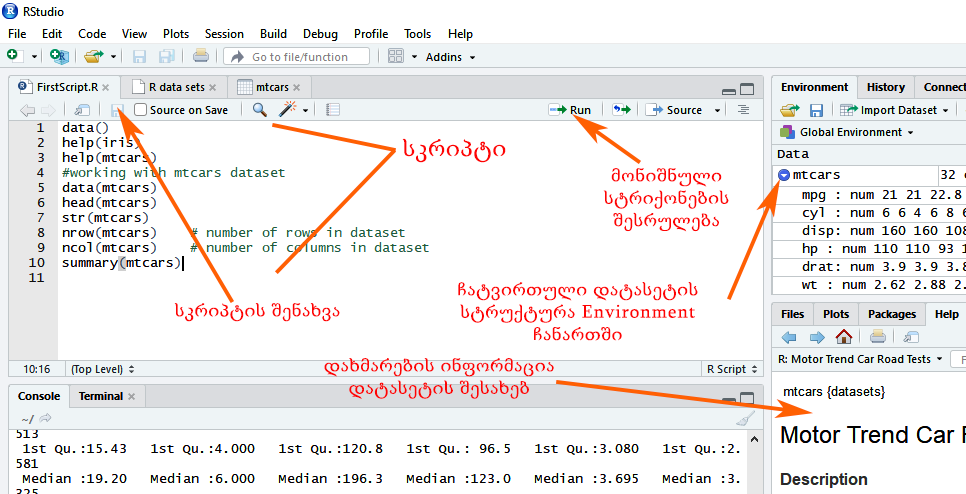 RStudio
File Edit Code View Plots Session Build Debug Profile Tools Help
Go to file/function Addins
FirstScript.R R data sets mtcars
Source on Save Run Source
1 data()
2 help(iris)
3 help(mtcars)
4 #working with mtcars dataset
5 data(mtcars)
6 head(mtcars)
7 str(mtcars)
8 nrow(mtcars) # number of rows in dataset
9 ncol(mtcars) # number of columns in dataset
10 summary(mtcars)
11
სკრიპტი
მონიშნული
სტრიქონების
შესრულება
სკრიპტის შენახვა
ჩატვირთული დატასეტის
სტრუქტურა Environment
ჩანართში
დახმარების ინფორმაცია
დატასეტის შესახებ
10:16 (Top Level) R Script
Console Terminal
~/
513
1st Qu.:15.43 1st Qu.:4.000 1st Qu.:120.8 1st Qu.: 96.5 1st Qu.:3.080 1st Qu.:2.
581
Median :19.20 Median :6.000 Median :196.3 Median :123.0 Median :3.695 Median :3.
325
Environment History Connect
Import Dataset
Global Environment
Data
mtcars 32 o
mpg : num 21 21 22.8
cyl : num 6 6 4 6 8 6
disp: num 160 160 108
hp : num 110 110 93 1
drat: num 3.9 3.9 3.8
wt : num 2.62 2.88 2.
Files Plots Packages Help
R: Motor Trend Car Road Tests F
mtcars {datasets}
Motor Trend Car
Description